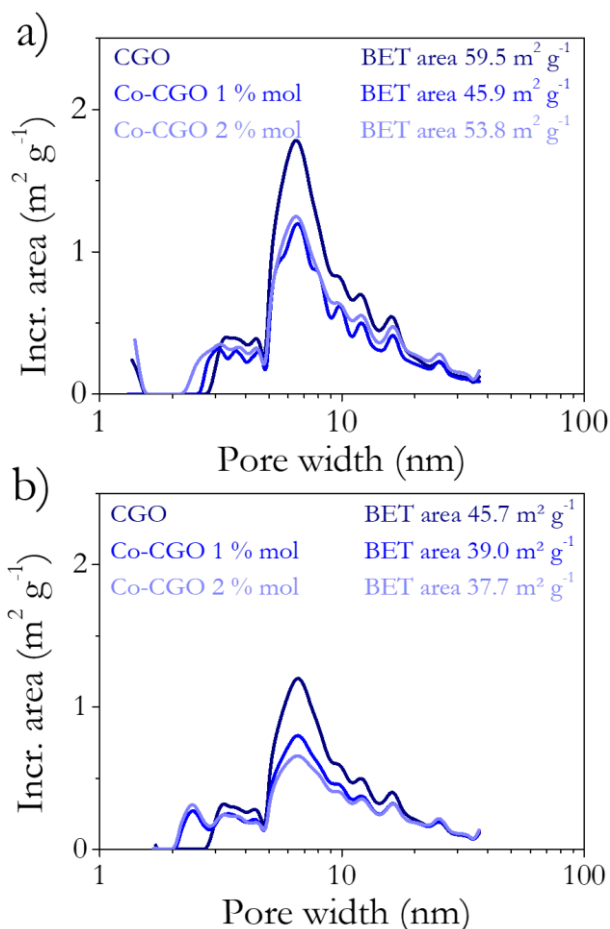 a)
CGO BET area 59.5 m² g⁻¹
Co-CGO 1 % mol BET area 45.9 m² g⁻¹
Co-CGO 2 % mol BET area 53.8 m² g⁻¹
2
1
0
Incr. area (m² g⁻¹)
1 10 100
Pore width (nm)
b)
CGO BET area 45.7 m² g⁻¹
Co-CGO 1 % mol BET area 39.0 m² g⁻¹
Co-CGO 2 % mol BET area 37.7 m² g⁻¹
2
1
0
Incr. area (m² g⁻¹)
1 10 100
Pore width (nm)